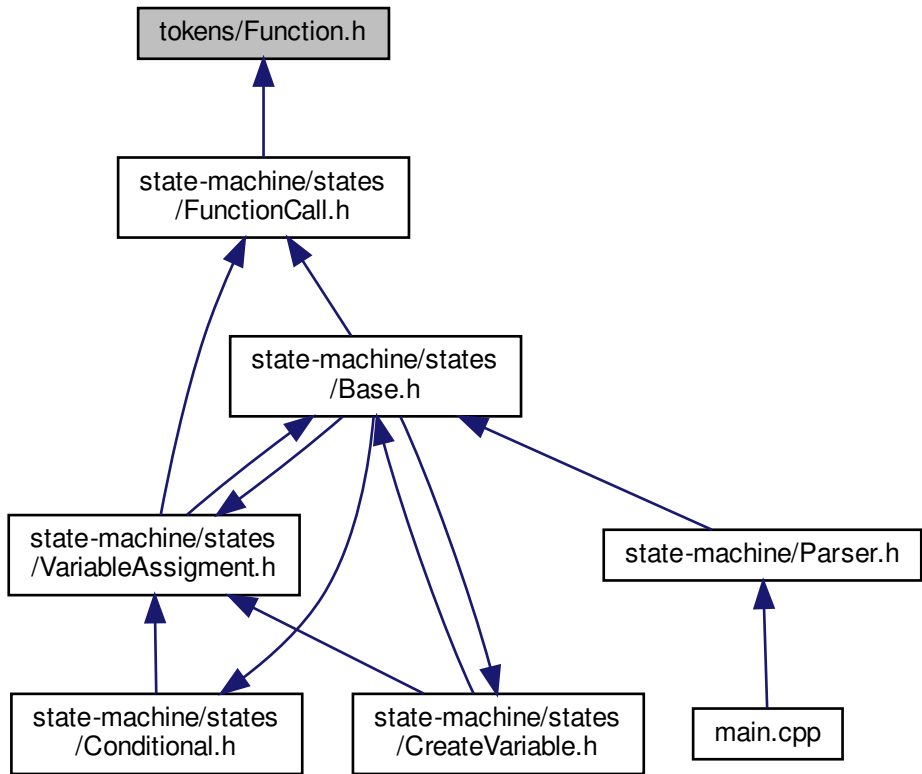 tokens/Function.h
state-machine/states
/FunctionCall.h
state-machine/states
/Base.h
state-machine/states
/VariableAssigment.h
state-machine/Parser.h
state-machine/states
/Conditional.h
state-machine/states
/CreateVariable.h
main.cpp